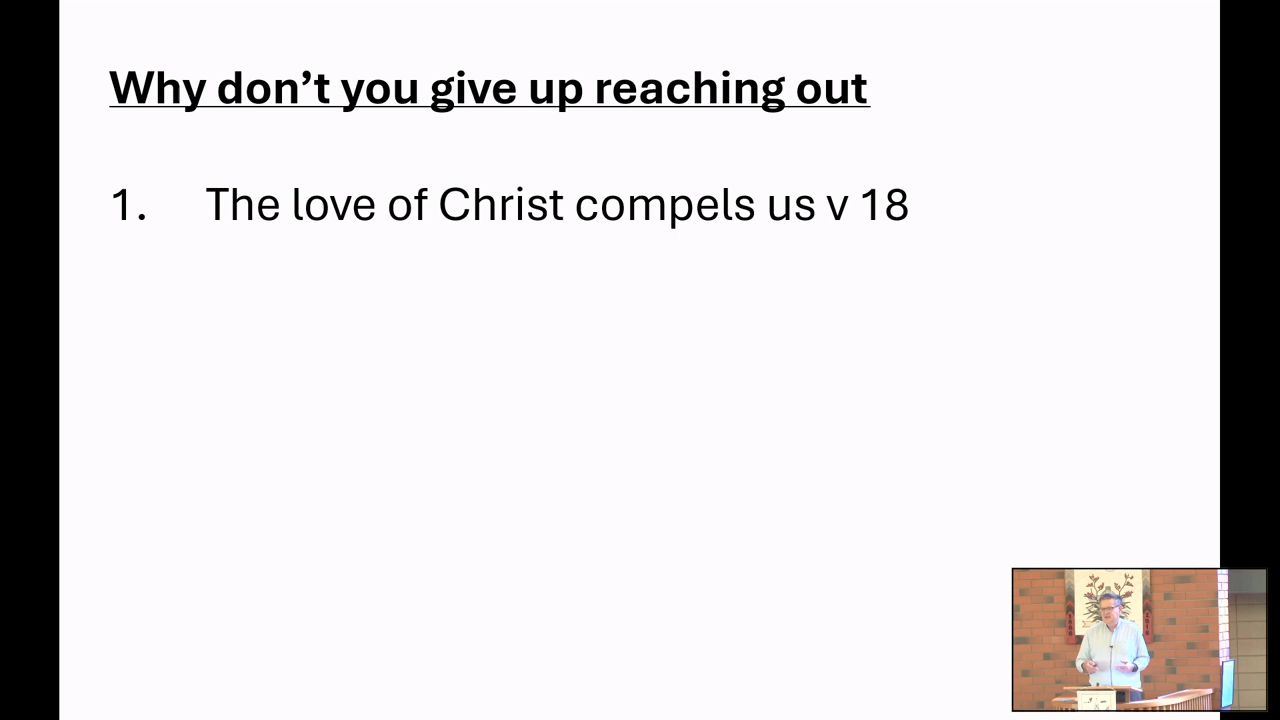 Why don’t you give up reaching out
1. The love of Christ compels us v 18